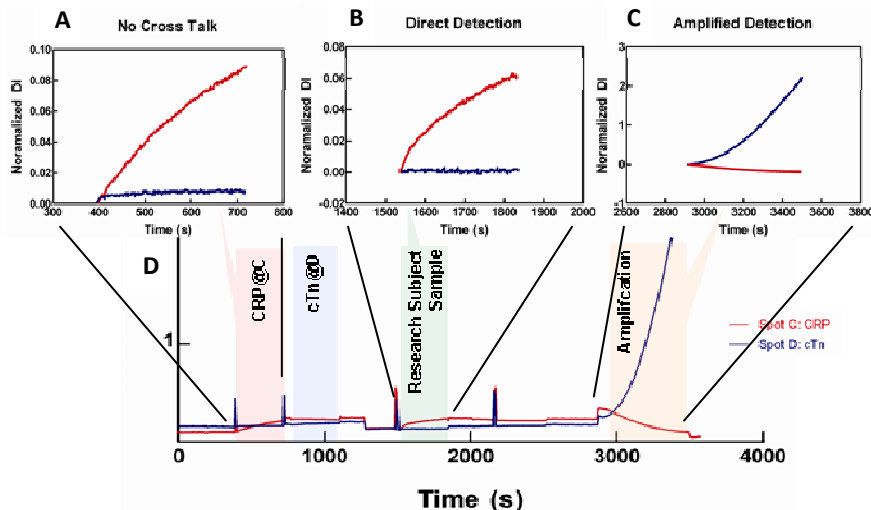 A
No Cross Talk
0.10
0.08
0.06
0.04
0.02
0.00
300
400
500
600
700
800
Noramalized DI
Time (s)
B
Direct Detection
0.08
0.06
0.04
0.02
0.00
-0.02
1400
1500
1600
1700
1800
1900
2000
Noramalized DI
Time (s)
C
Amplified Detection
3
2
1
0
-1
2600
2800
3000
3200
3400
3600
3800
Noramalized DI
Time (s)
D
CRP@C
cTn@D
Research Subject
Sample
Amplifcation
Spot C: CRP
Spot D: cTn
1
0
1000
2000
3000
4000
Time (s)